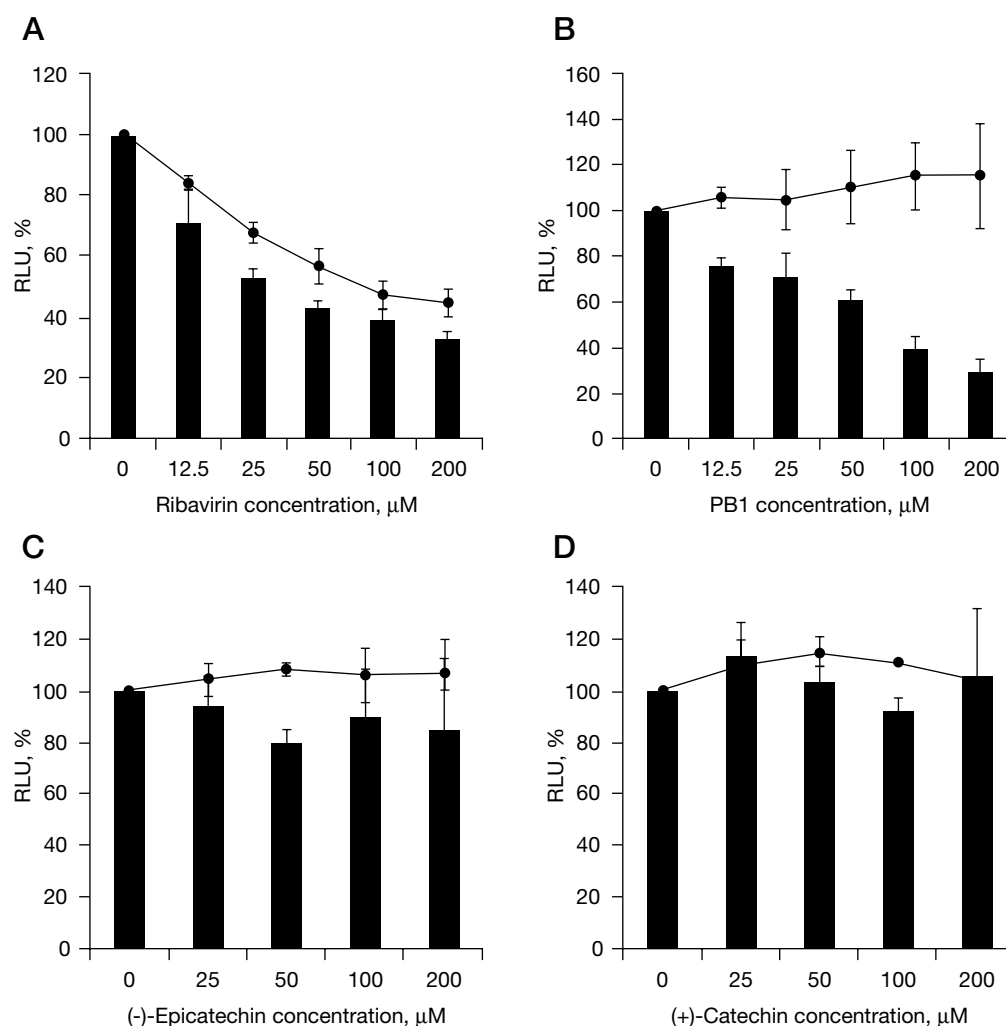 A
RLU, %
120
100
80
60
40
20
0
0 12.5 25 50 100 200
Ribavirin concentration, μM
B
RLU, %
160
140
120
100
80
60
40
20
0
0 12.5 25 50 100 200
PB1 concentration, μM
C
RLU, %
140
120
100
80
60
40
20
0
0 25 50 100 200
(-)-Epicatechin concentration, μM
D
RLU, %
140
120
100
80
60
40
20
0
0 25 50 100 200
(+)-Catechin concentration, μM